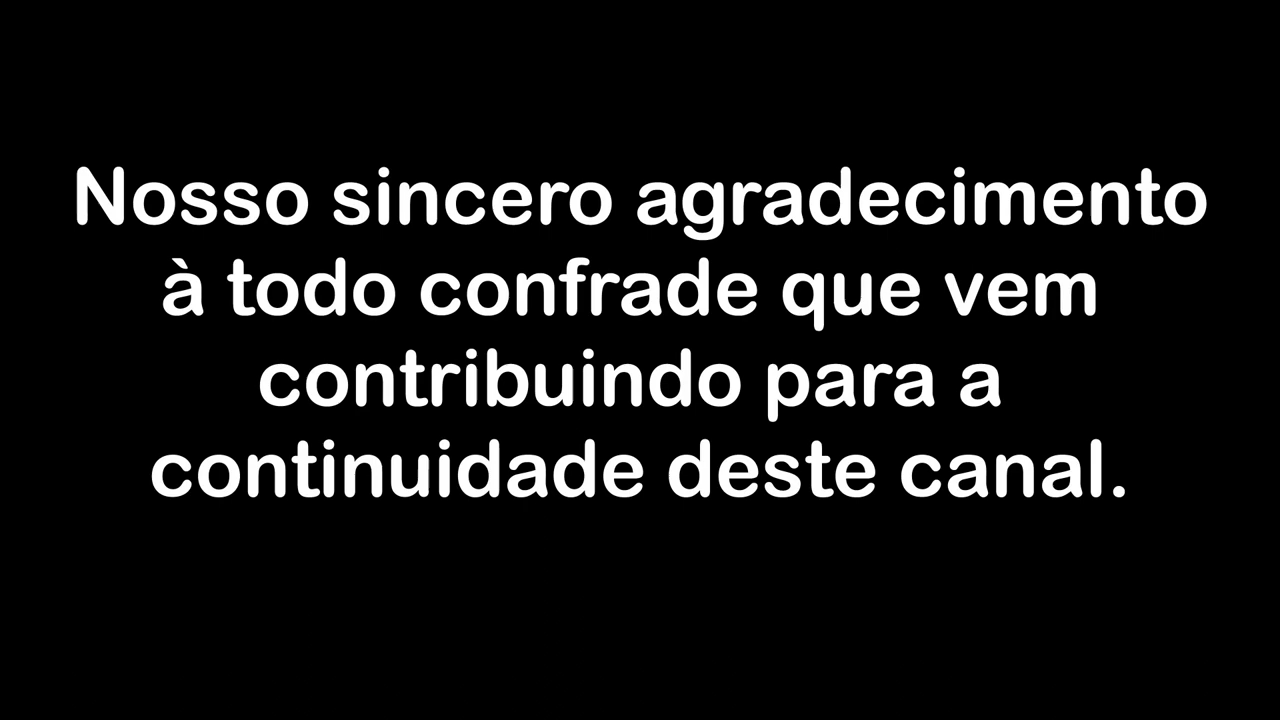 Nosso sincero agradecimento
à todo confrade que vem
contribuindo para a
continuidade deste canal.